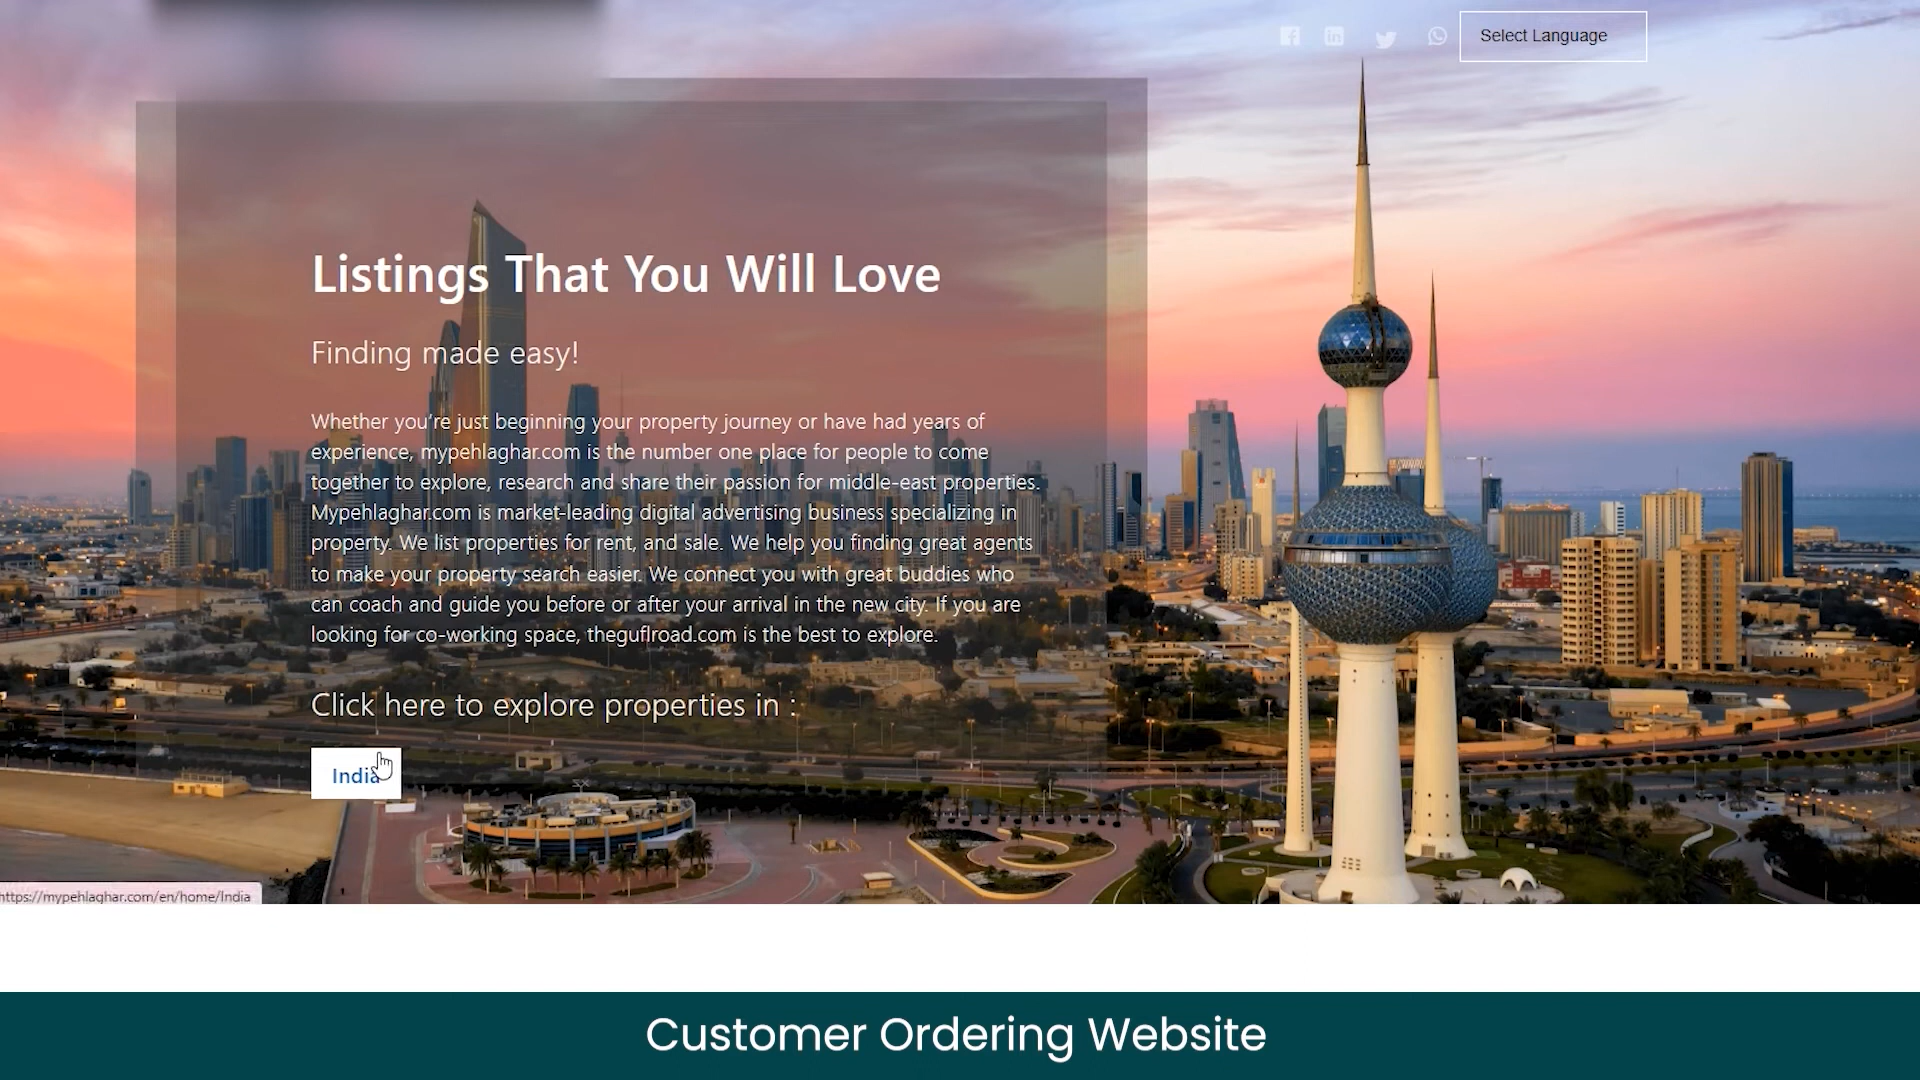 Select Language
Listings That You Will Love
Finding made easy!
Whether you're just beginning your property journey or have had years of
experience, mypehlaghar.com is the number one place for people to come
together to explore, research and share their passion for middle-east properties.
Mypehlaghar.com is market-leading digital advertising business specializing in
property. We list properties for rent, and sale. We help you finding great agents
to make your property search easier. We connect you with great buddies who
can coach and guide you before or after your arrival in the new city. If you are
looking for co-working space, theguflroad.com is the best to explore.
Click here to explore properties in :
India
https://mypehlaghar.com/en/home/India
Customer Ordering Website